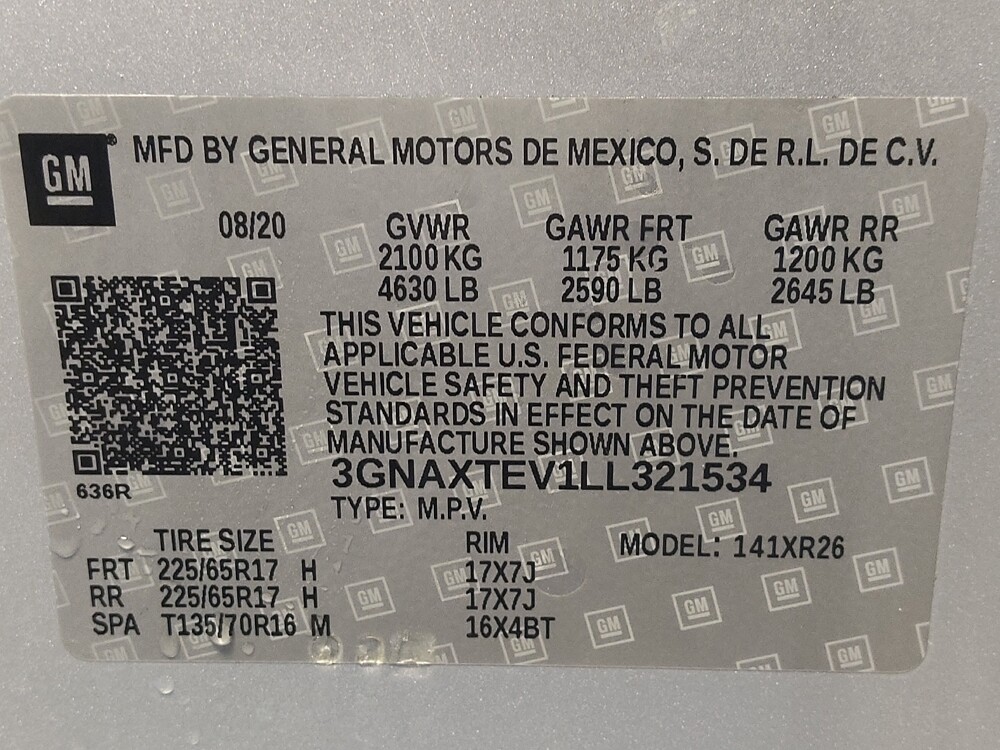 GM® MFD BY GENERAL MOTORS DE MEXICO, S. DE R.L. DE C.V.
08/20 GVWR GAWR FRT GAWR RR
2100 KG 1175 KG 1200 KG
4630 LB 2590 LB 2645 LB
THIS VEHICLE CONFORMS TO ALL
APPLICABLE U.S. FEDERAL MOTOR
VEHICLE SAFETY AND THEFT PREVENTION
STANDARDS IN EFFECT ON THE DATE OF
MANUFACTURE SHOWN ABOVE.
3GNAXTEV1LL321534
636R
TYPE: M.P.V.
TIRE SIZE RIM MODEL: 141XR26
FRT 225/65R17 H 17X7J
RR 225/65R17 H 17X7J
SPA T135/70R16 M 16X4BT